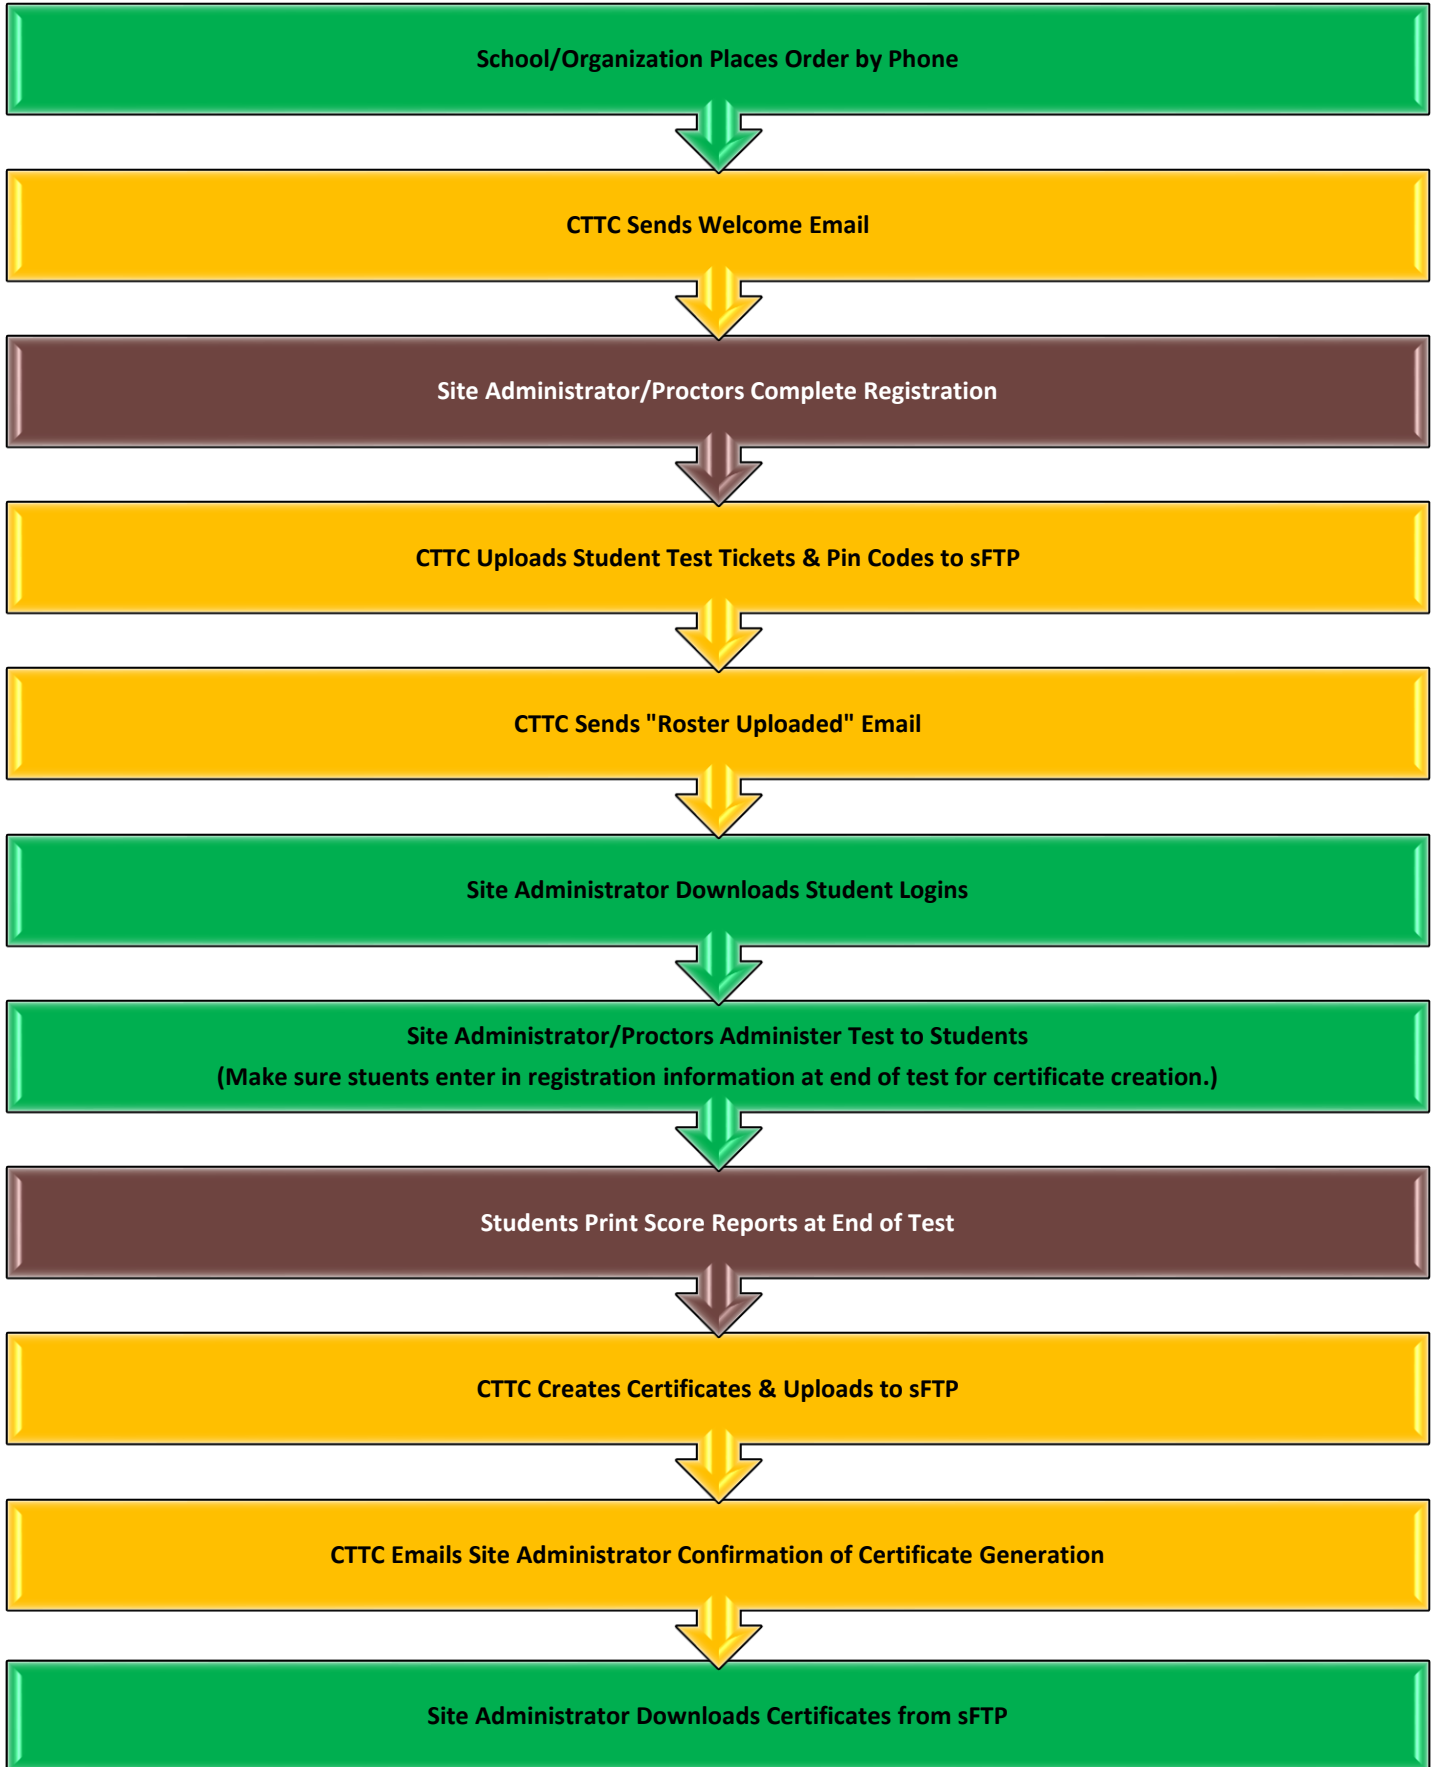 School/Organization Places Order by Phone
CTTC Sends Welcome Email
Site Administrator/Proctors Complete Registration
CTTC Uploads Student Test Tickets & Pin Codes to sFTP
CTTC Sends "Roster Uploaded" Email
Site Administrator Downloads Student Logins
Site Administrator/Proctors Administer Test to Students
(Make sure stuents enter in registration information at end of test for certificate creation.)
Students Print Score Reports at End of Test
CTTC Creates Certificates & Uploads to sFTP
CTTC Emails Site Administrator Confirmation of Certificate Generation
Site Administrator Downloads Certificates from sFTP